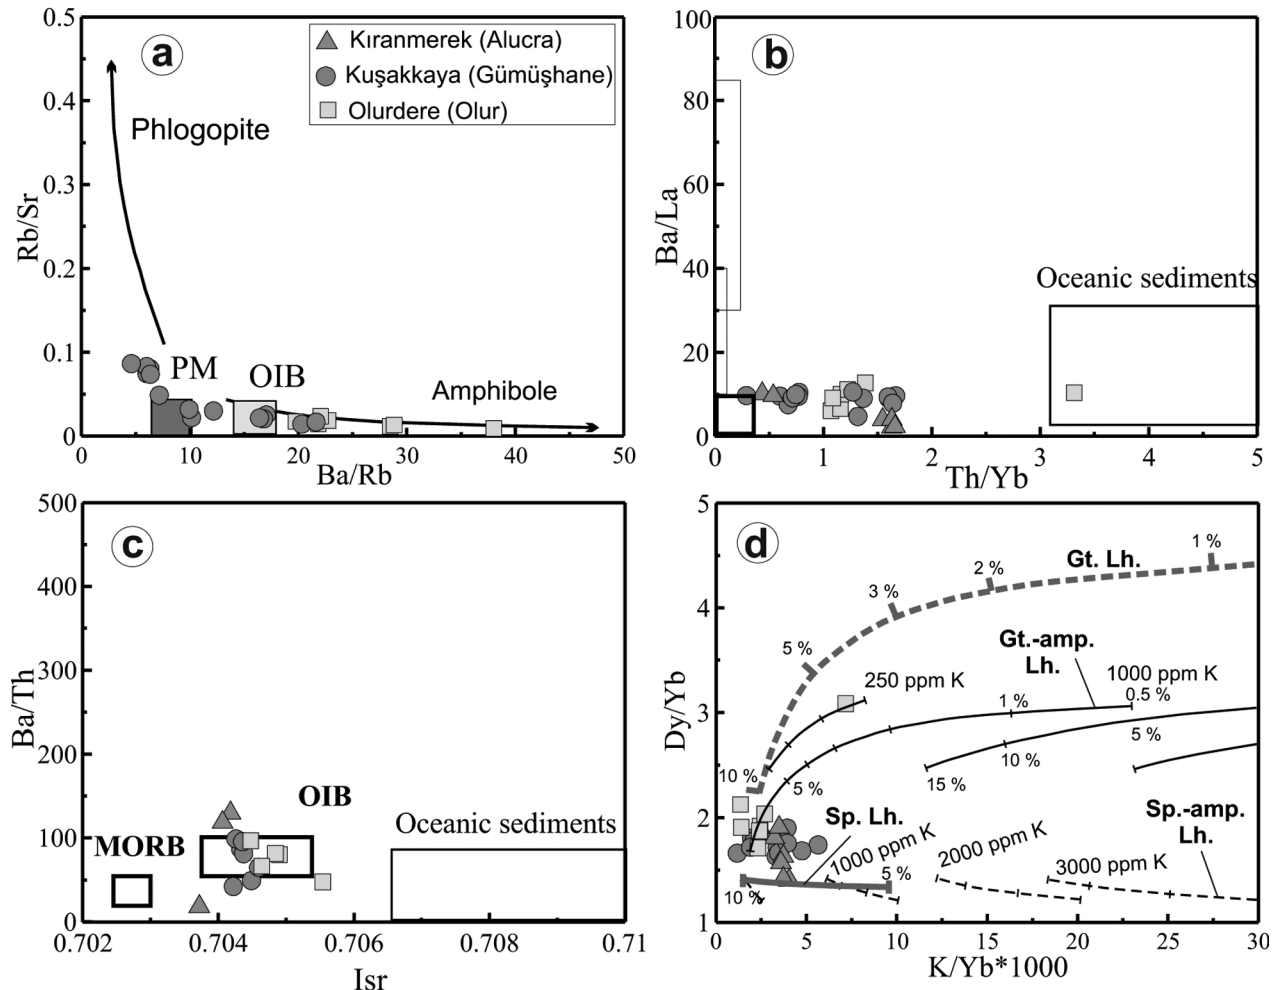 a
Kıranmerek (Alucra)
Kuşakkaya (Gümüşhane)
Olurdere (Olur)
Phlogopite
PM
OIB
Amphibole
0.5
0.4
0.3
0.2
0.1
0
Rb/Sr
0 10 20 30 40 50
Ba/Rb
b
Oceanic sediments
100
80
60
40
20
0
Ba/La
0 1 2 3 4 5
Th/Yb
c
OIB
MORB
Oceanic sediments
500
400
300
200
100
0
Ba/Th
0.702 0.704 0.706 0.708 0.71
Isr
d
Gt. Lh.
1 %
2 %
3 %
5 %
10 %
Gt.-amp.
Lh.
250 ppm K
1000 ppm K
0.5 %
1 %
5 %
5 %
10 %
15 %
Sp. Lh.
1000 ppm K
2000 ppm K
3000 ppm K
Sp.-amp.
Lh.
5 %
10 %
5
4
3
2
1
Dy/Yb
0 5 10 15 20 25 30
K/Yb*1000